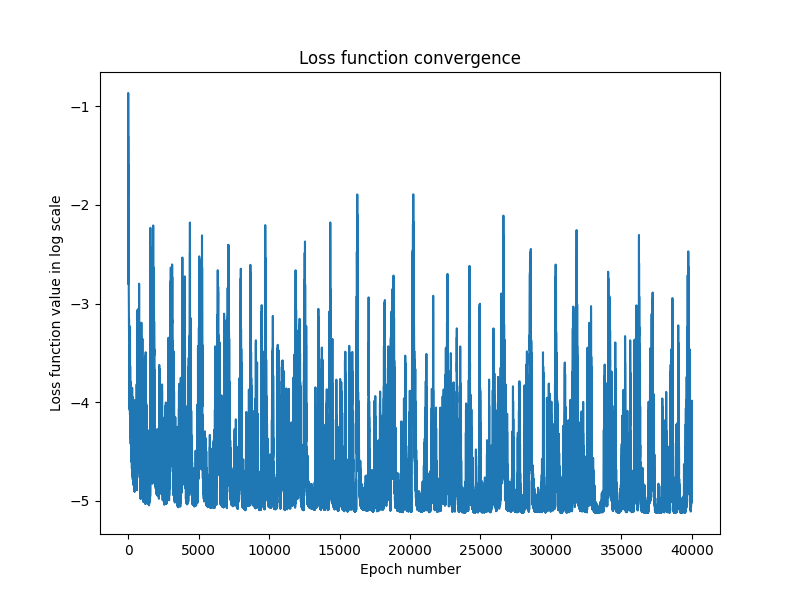 Loss function convergence
Loss function value in log scale
−1
−2
−3
−4
−5
0 5000 10000 15000 20000 25000 30000 35000 40000
Epoch number